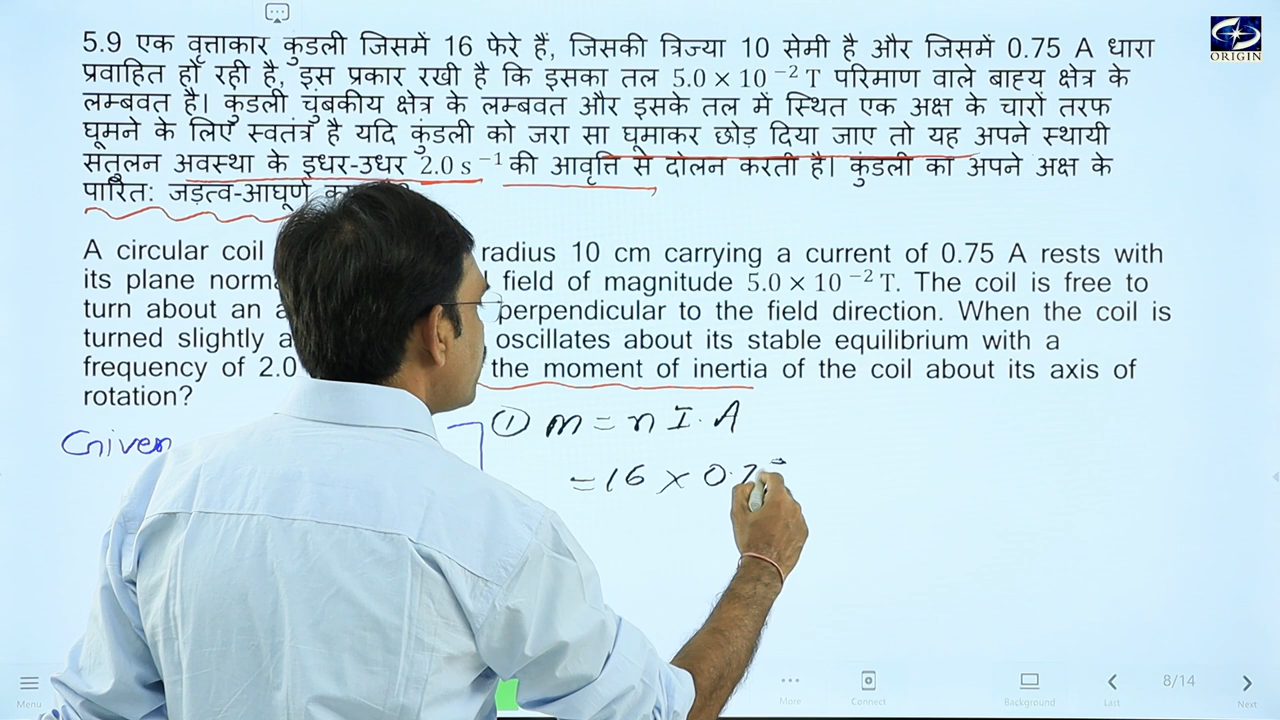 ORIGIN
5.9 एक वृत्ताकार कुंडली जिसमें 16 फेरे हैं, जिसकी त्रिज्या 10 सेमी है और जिसमें 0.75 A धारा
प्रवाहित हो रही है, इस प्रकार रखी है कि इसका तल 5.0 × 10 ⁻² T परिमाण वाले बाह्य क्षेत्र के
लम्बवत है। कुंडली चुंबकीय क्षेत्र के लम्बवत और इसके तल में स्थित एक अक्ष के चारों तरफ
घूमने के लिए स्वतंत्र है यदि कुंडली को जरा सा घूमाकर छोड़ दिया जाए तो यह अपने स्थायी
संतुलन अवस्था के इधर-उधर 2.0 s ⁻¹ की आवृत्ति से दोलन करती है। कुंडली का अपने अक्ष के
पारित: जड़त्व-आघूर्ण
A circular coil radius 10 cm carrying a current of 0.75 A rests with
its plane field of magnitude 5.0 × 10 ⁻² T. The coil is free to
turn about an perpendicular to the field direction. When the coil is
turned slightly oscillates about its stable equilibrium with a
frequency of 2.0 the moment of inertia of the coil about its axis of
rotation?
Given
① m = n I . A
= 16 × 0.7
Menu
More
Connect
Background
Last
8/14
Next